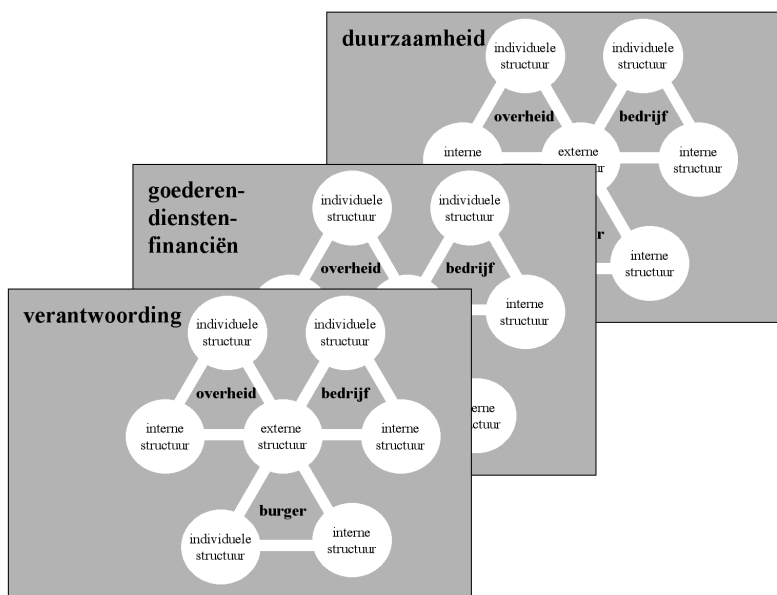 duurzaamheid
individuele
structuur
individuele
structuur
overheid
bedrijf
interne
externe
interne
structuur
interne
structuur
goederen-
diensten-
financiën
individuele
structuur
individuele
structuur
overheid
bedrijf
interne
structuur
verantwoording
individuele
structuur
individuele
structuur
overheid
bedrijf
interne
structuur
externe
structuur
interne
structuur
burger
individuele
structuur
interne
structuur